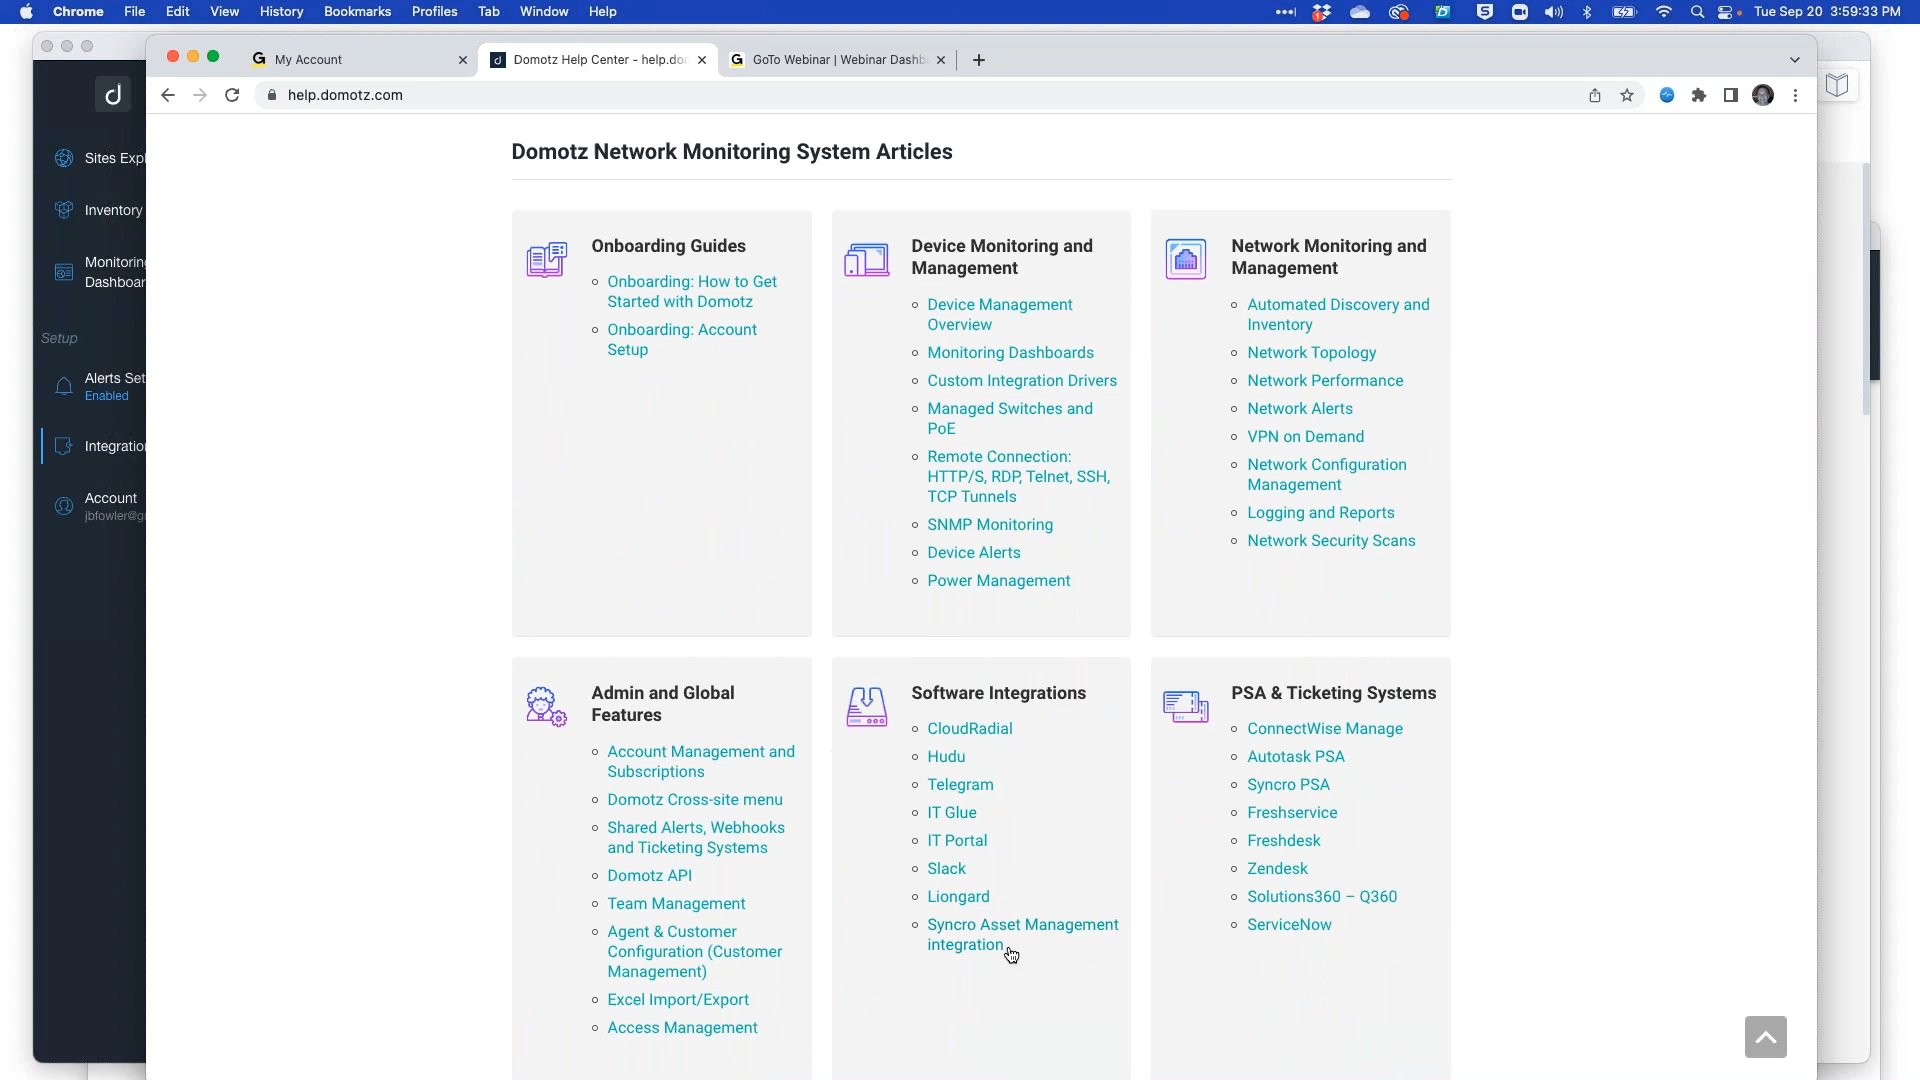 Chrome File Edit View History Bookmarks Profiles Tab Window Help
Tue Sep 20 3:59:33 PM
My Account
Domotz Help Center - help.do
GoTo Webinar | Webinar Dashb
help.domotz.com
Sites Expl
Inventory
Monitoring
Dashboar
Setup
Alerts Set
Enabled
Integration
Account
jbfowler@g
Domotz Network Monitoring System Articles
Onboarding Guides
Onboarding: How to Get
Started with Domotz
Onboarding: Account
Setup
Device Monitoring and
Management
Device Management
Overview
Monitoring Dashboards
Custom Integration Drivers
Managed Switches and
PoE
Remote Connection:
HTTP/S, RDP, Telnet, SSH,
TCP Tunnels
SNMP Monitoring
Device Alerts
Power Management
Network Monitoring and
Management
Automated Discovery and
Inventory
Network Topology
Network Performance
Network Alerts
VPN on Demand
Network Configuration
Management
Logging and Reports
Network Security Scans
Admin and Global
Features
Account Management and
Subscriptions
Domotz Cross-site menu
Shared Alerts, Webhooks
and Ticketing Systems
Domotz API
Team Management
Agent & Customer
Configuration (Customer
Management)
Excel Import/Export
Access Management
Software Integrations
CloudRadial
Hudu
Telegram
IT Glue
IT Portal
Slack
Liongard
Syncro Asset Management
integration
PSA & Ticketing Systems
ConnectWise Manage
Autotask PSA
Syncro PSA
Freshservice
Freshdesk
Zendesk
Solutions360 – Q360
ServiceNow